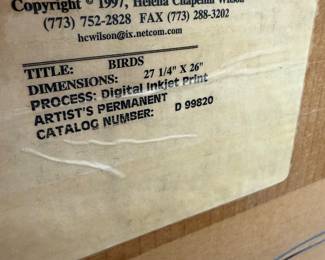 Copyright © 1997, Helena Chapellin Wilson
(773) 752-2828 FAX (773) 288-3202
hcwilson@ix.netcom.com
TITLE: BIRDS
DIMENSIONS: 27 1/4" X 26"
PROCESS: Digital Inkjet Print
ARTIST'S PERMANENT
CATALOG NUMBER: D 99820